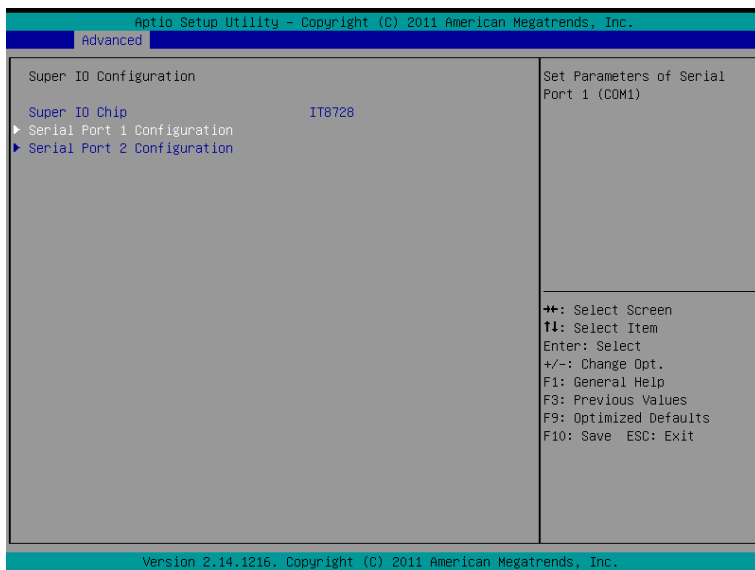 Aptio Setup Utility – Copyright (C) 2011 American Megatrends, Inc.
Advanced
Super IO Configuration
Super IO Chip IT8728
▶ Serial Port 1 Configuration
▶ Serial Port 2 Configuration
Set Parameters of Serial
Port 1 (COM1)
→←: Select Screen
↑↓: Select Item
Enter: Select
+/-: Change Opt.
F1: General Help
F3: Previous Values
F9: Optimized Defaults
F10: Save ESC: Exit
Version 2.14.1216. Copyright (C) 2011 American Megatrends, Inc.